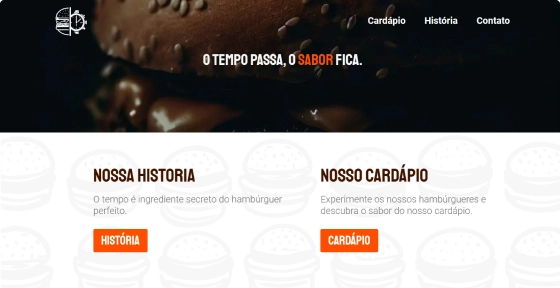 Cardápio História Contato
O TEMPO PASSA, O SABOR FICA.
NOSSA HISTORIA
O tempo é ingrediente secreto do hambúrguer
perfeito.
HISTÓRIA
NOSSO CARDÁPIO
Experimente os nossos hambúrgueres e
descubra o sabor do nosso cardápio.
CARDÁPIO